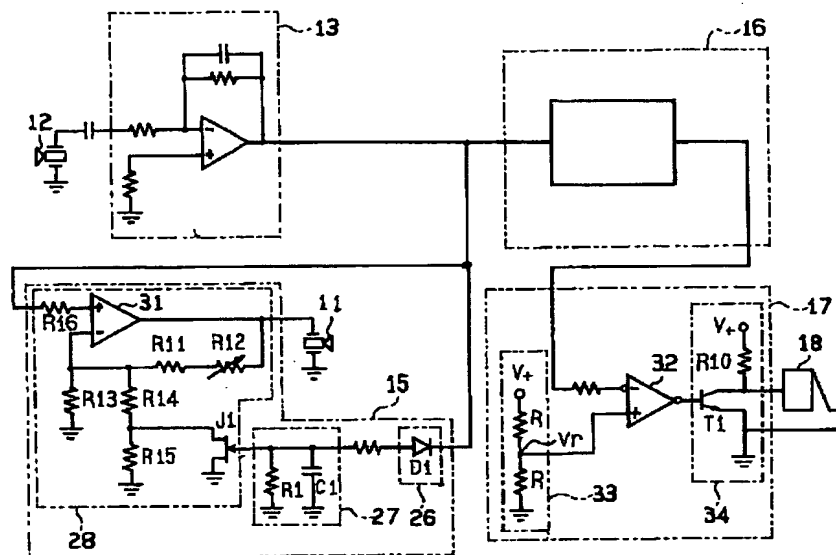 13
16
12
-
+
R16
+
-
31
11
R11
R12
R13
R14
R15
J1
15
R1
C1
D1
28
27
26
17
V+
R
Vr
R
33
-
+
32
V+
R10
T1
34
18